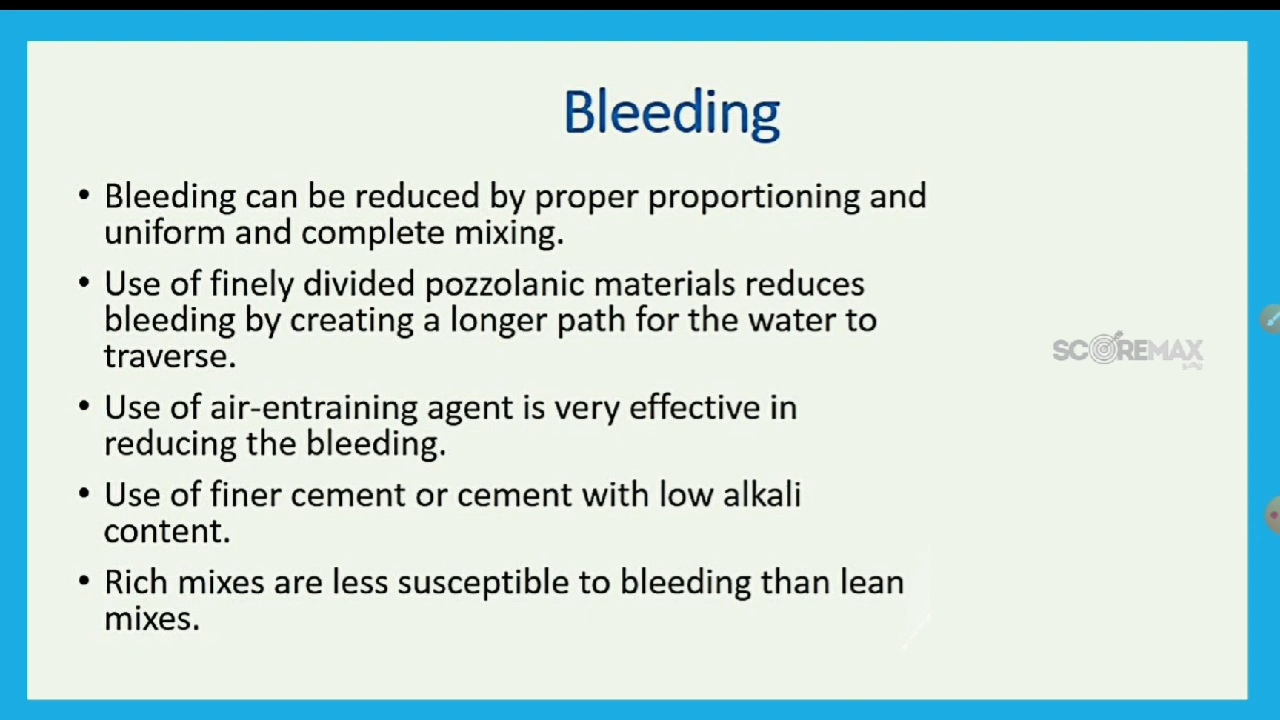 Bleeding
• Bleeding can be reduced by proper proportioning and
uniform and complete mixing.
• Use of finely divided pozzolanic materials reduces
bleeding by creating a longer path for the water to
traverse.
• Use of air-entraining agent is very effective in
reducing the bleeding.
• Use of finer cement or cement with low alkali
content.
• Rich mixes are less susceptible to bleeding than lean
mixes.
SCOREMAX